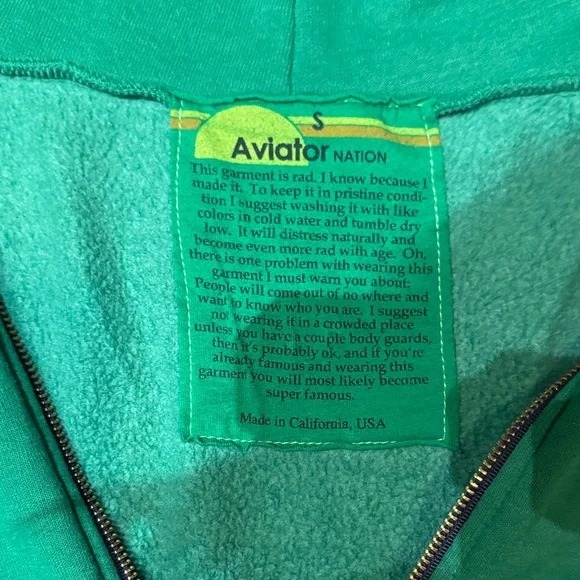 S
Aviator NATION
This garment is rad. I know because I
made it. To keep it in pristine condi-
tion I suggest washing it with like
colors in cold water and tumble dry
low. It will distress naturally and
become even more rad with age. Oh,
there is one problem with wearing this
garment I must warn you about:
People will come out of no where and
want to know who you are. I suggest
not wearing it in a crowded place
unless you have a couple body guards,
then it's probably ok, and if you're
already famous and wearing this
garment you will most likely become
super famous.
Made in California, USA